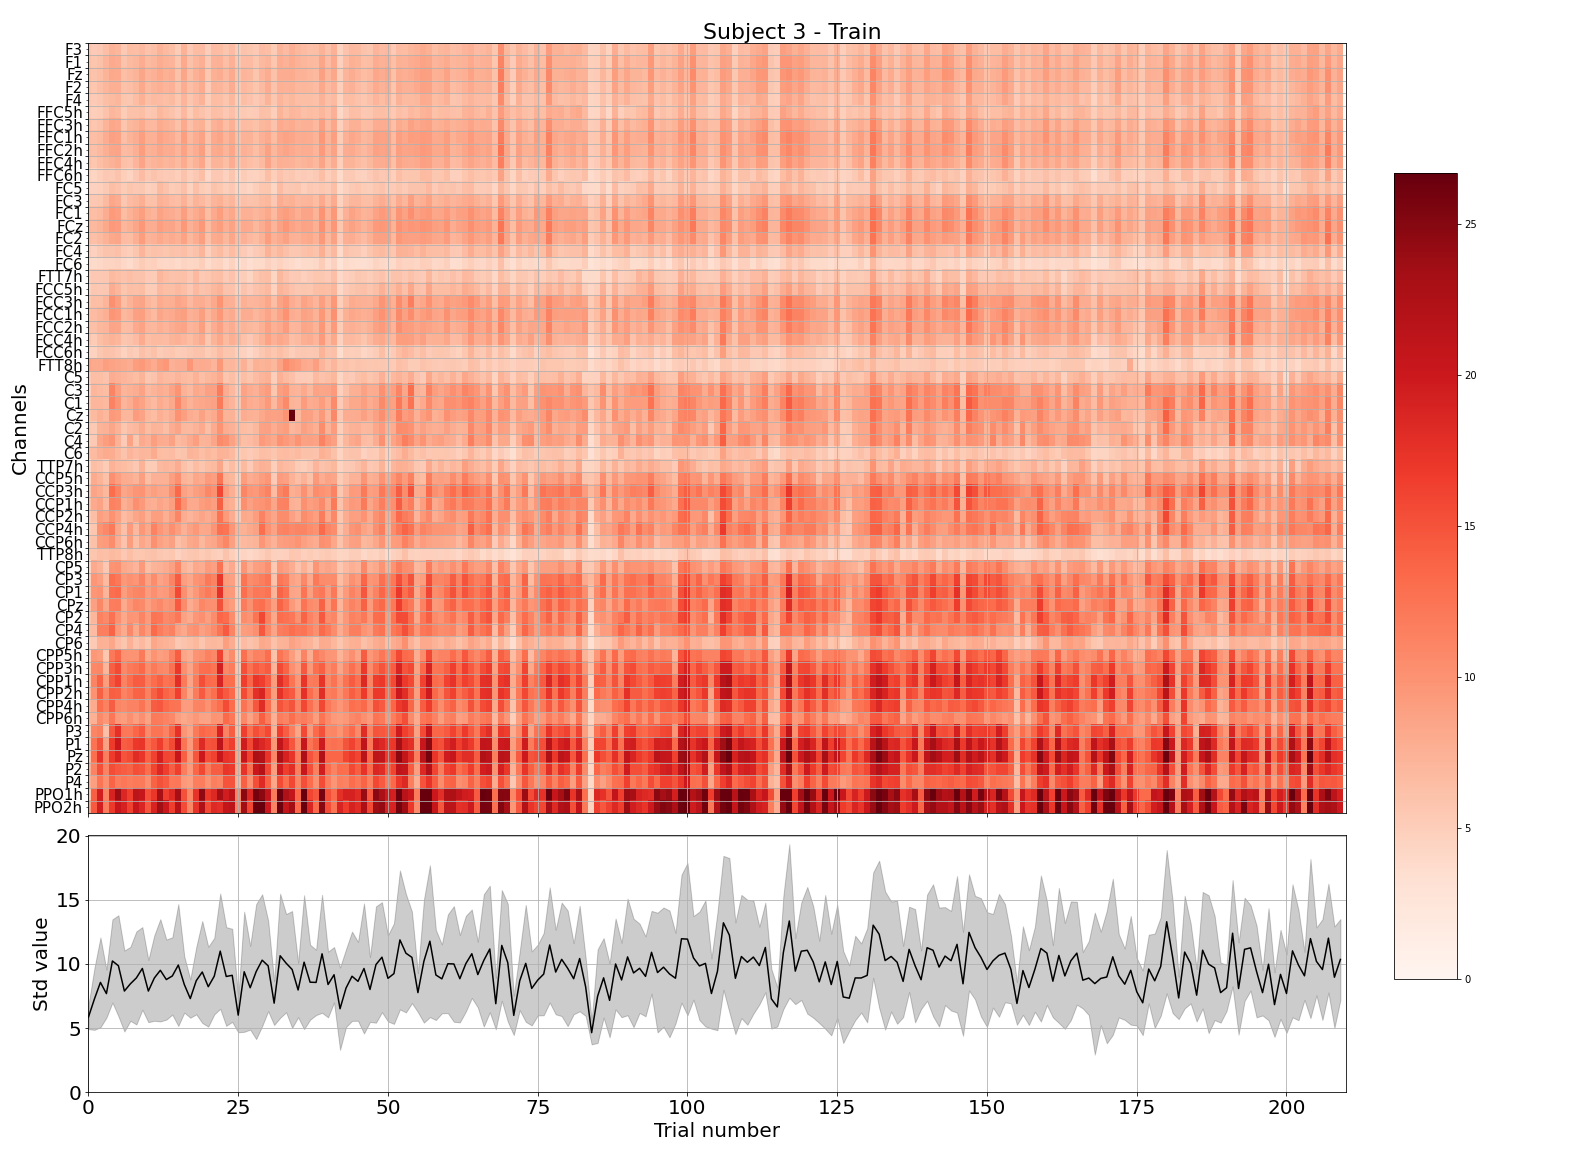 Subject 3 - Train
F3
F1
Fz
F2
F4
FFC5h
FFC3h
FFC1h
FFC2h
FFC4h
FFC6h
FC5
FC3
FC1
FCz
FC2
FC4
FC6
FTT7h
FCC5h
FCC3h
FCC1h
FCC2h
FCC4h
FCC6h
FTT8h
C5
C3
C1
Cz
C2
C4
C6
TTP7h
CCP5h
CCP3h
CCP1h
CCP2h
CCP4h
CCP6h
TTP8h
CP5
CP3
CP1
CPz
CP2
CP4
CP6
CPP5h
CPP3h
CPP1h
CPP2h
CPP4h
CPP6h
P3
P1
Pz
P2
P4
PPO1h
PPO2h
Channels
25
20
15
10
5
0
20
15
10
5
0
Std value
0 25 50 75 100 125 150 175 200
Trial number